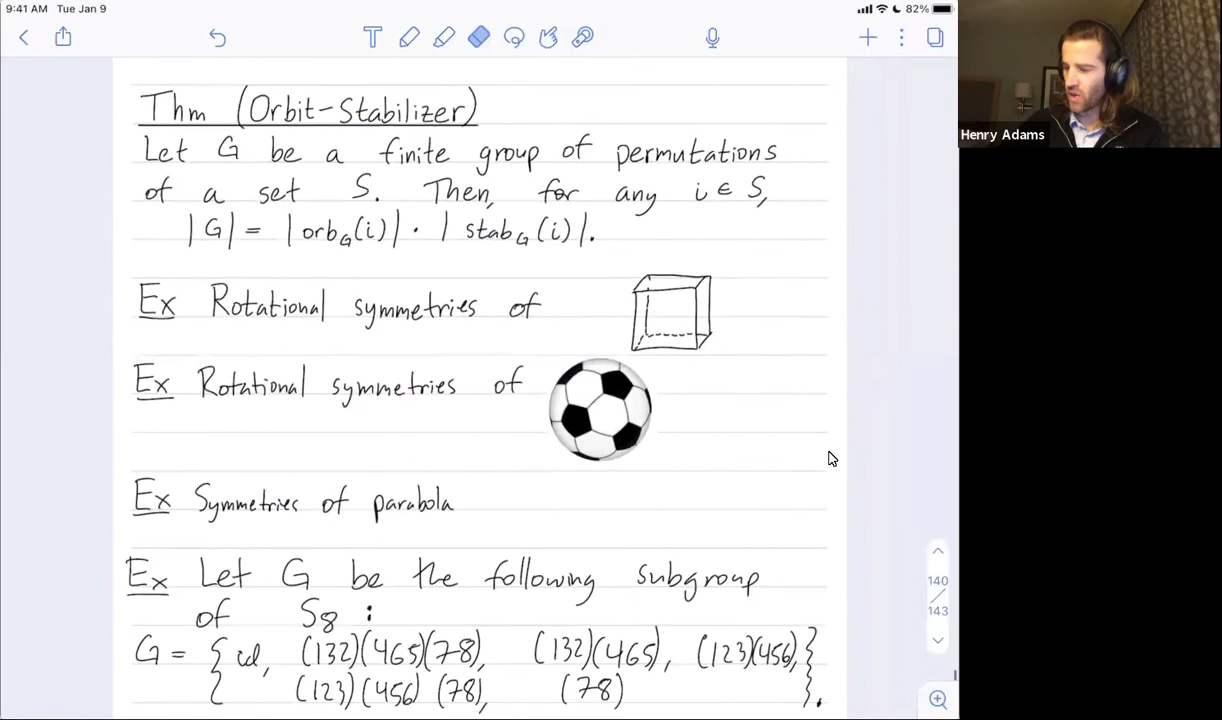 9:41 AM Tue Jan 9
82%
Henry Adams
Thm (Orbit-Stabilizer)
Let G be a finite group of permutations
of a set S. Then, for any i ∈ S,
|G| = |orb_G(i)| · |stab_G(i)|.
Ex Rotational symmetries of
Ex Rotational symmetries of
Ex Symmetries of parabola
Ex Let G be the following subgroup
of S8 :
G = { id, (132)(465)(78), (132)(465), (123)(456),
(123)(456)(78), (78) }.
140
/
143